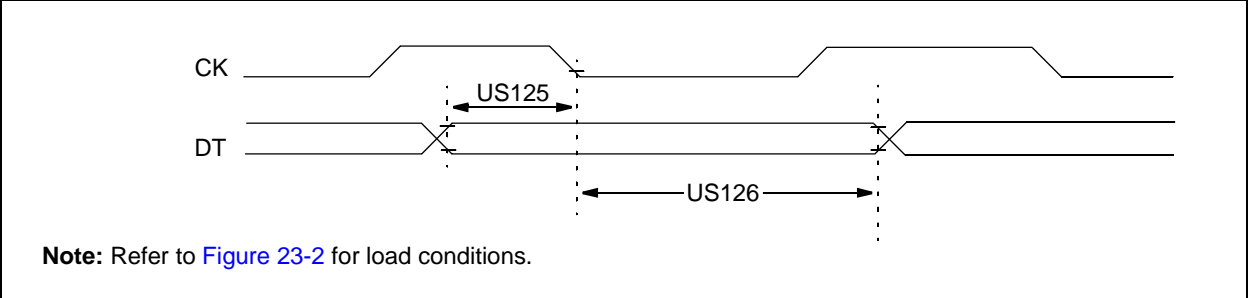 CK
US125
DT
US126
Note: Refer to Figure 23-2 for load conditions.